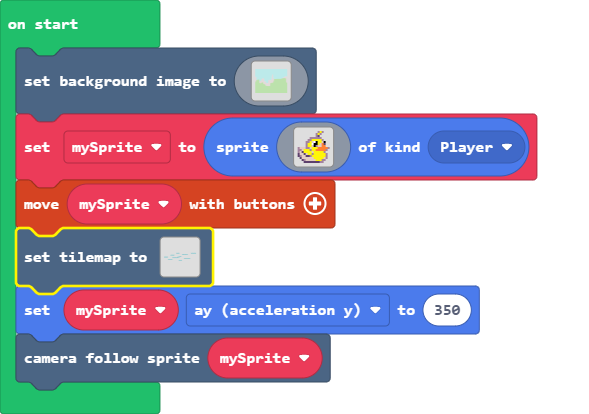 on start
set background image to
set mySprite to sprite of kind Player
move mySprite with buttons
set tilemap to
set mySprite ay (acceleration y) to 350
camera follow sprite mySprite